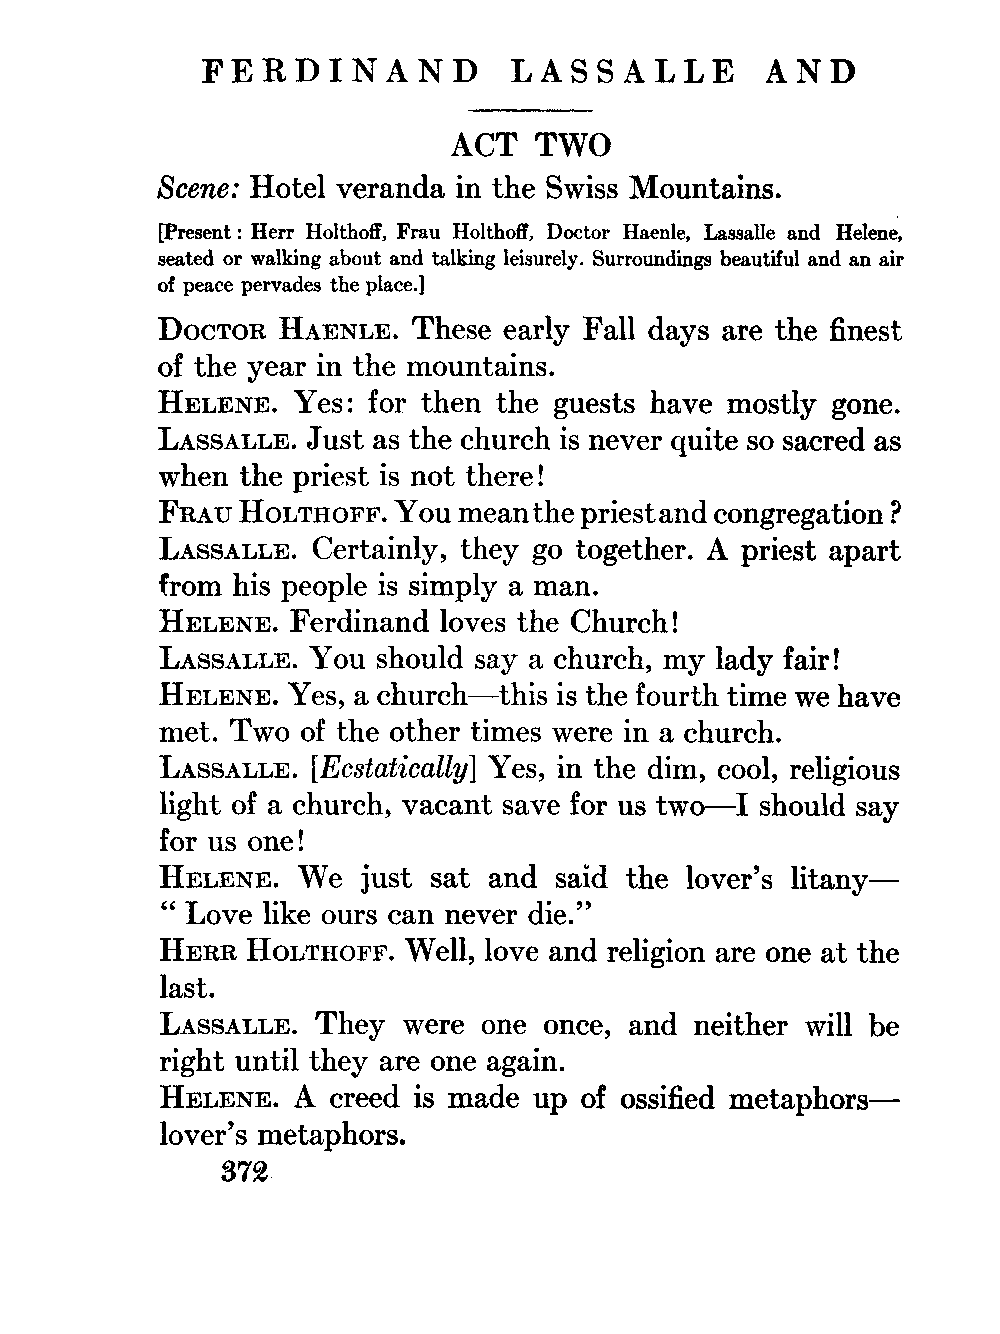 FERDINAND LASSALLE AND
ACT TWO
Scene: Hotel veranda in the Swiss Mountains.
[Present: Herr Holthoff, Frau Holthoff, Doctor Haenle, Lassalle and Helene,
seated or walking about and talking leisurely. Surroundings beautiful and an air
of peace pervades the place.]
DOCTOR HAENLE. These early Fall days are the finest
of the year in the mountains.
HELENE. Yes: for then the guests have mostly gone.
LASSALLE. Just as the church is never quite so sacred as
when the priest is not there!
FRAU HOLTHOFF. You mean the priest and congregation?
LASSALLE. Certainly, they go together. A priest apart
from his people is simply a man.
HELENE. Ferdinand loves the Church!
LASSALLE. You should say a church, my lady fair!
HELENE. Yes, a church—this is the fourth time we have
met. Two of the other times were in a church.
LASSALLE. [Ecstatically] Yes, in the dim, cool, religious
light of a church, vacant save for us two—I should say
for us one!
HELENE. We just sat and said the lover's litany—
“ Love like ours can never die.”
HERR HOLTHOFF. Well, love and religion are one at the
last.
LASSALLE. They were one once, and neither will be
right until they are one again.
HELENE. A creed is made up of ossified metaphors—
lover's metaphors.
372